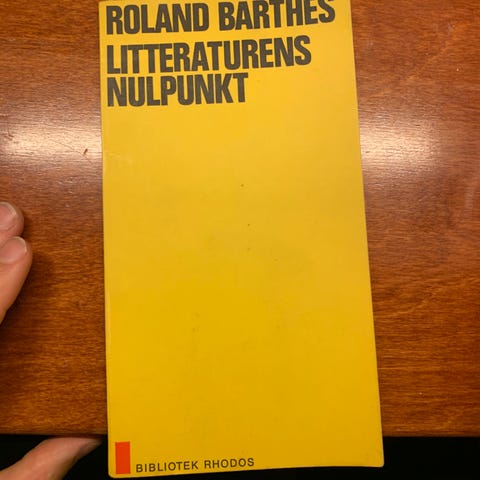 ROLAND BARTHES
LITTERATURENS
NULPUNKT
BIBLIOTEK RHODOS